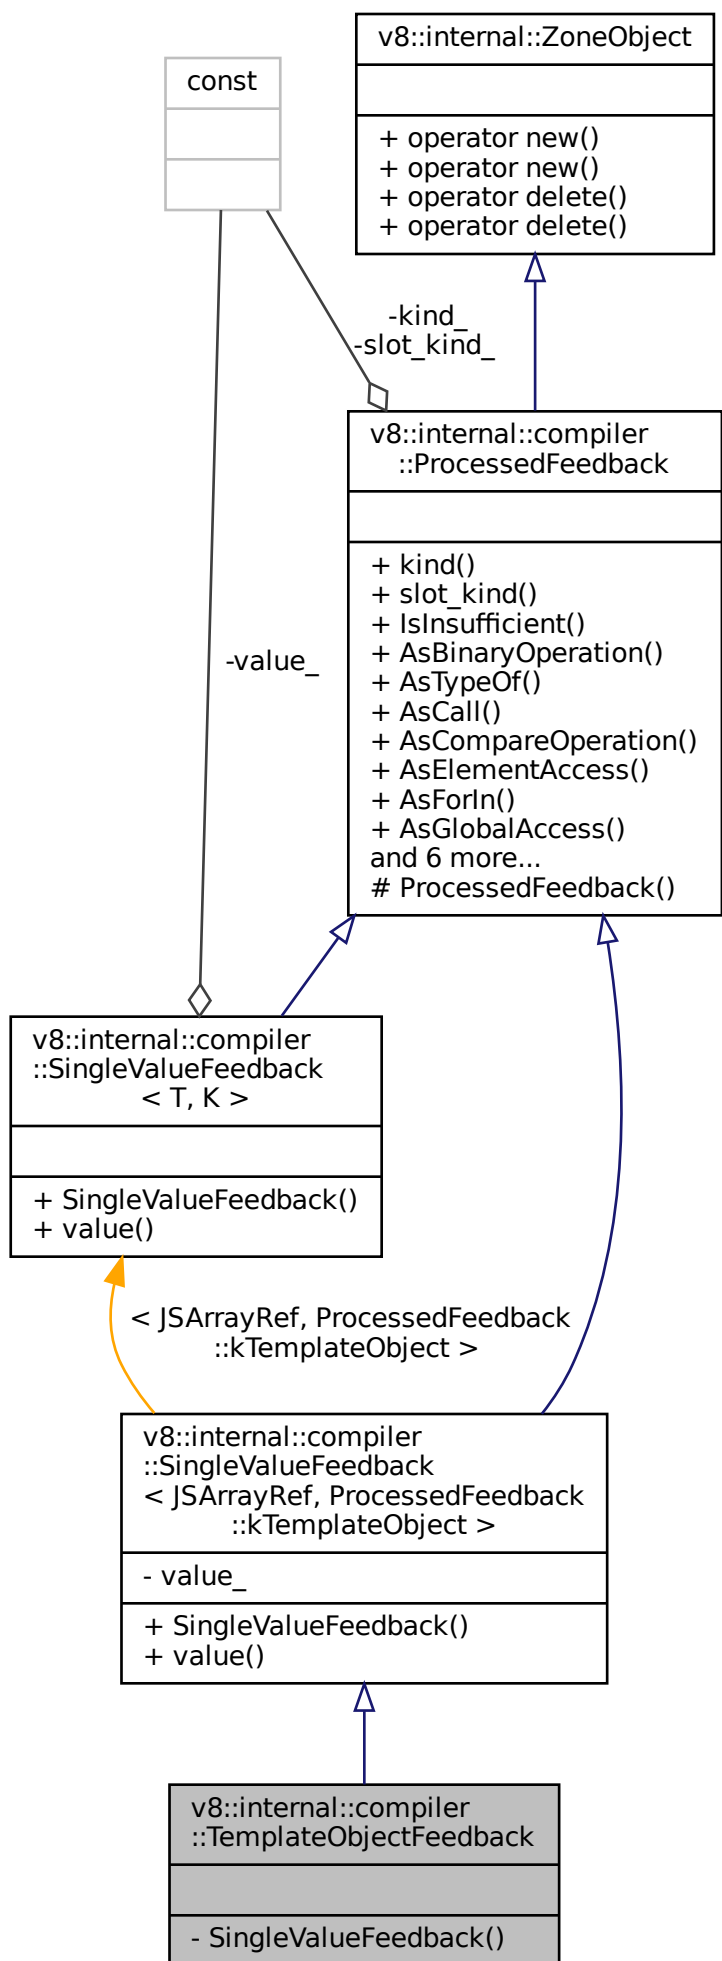 v8::internal::ZoneObject
+ operator new()
+ operator new()
+ operator delete()
+ operator delete()
const
-kind_
-slot_kind_
v8::internal::compiler
::ProcessedFeedback
+ kind()
+ slot_kind()
+ IsInsufficient()
+ AsBinaryOperation()
+ AsTypeOf()
+ AsCall()
+ AsCompareOperation()
+ AsElementAccess()
+ AsForIn()
+ AsGlobalAccess()
and 6 more...
# ProcessedFeedback()
-value_
v8::internal::compiler
::SingleValueFeedback
< T, K >
+ SingleValueFeedback()
+ value()
< JSArrayRef, ProcessedFeedback
::kTemplateObject >
v8::internal::compiler
::SingleValueFeedback
< JSArrayRef, ProcessedFeedback
::kTemplateObject >
- value_
+ SingleValueFeedback()
+ value()
v8::internal::compiler
::TemplateObjectFeedback
- SingleValueFeedback()